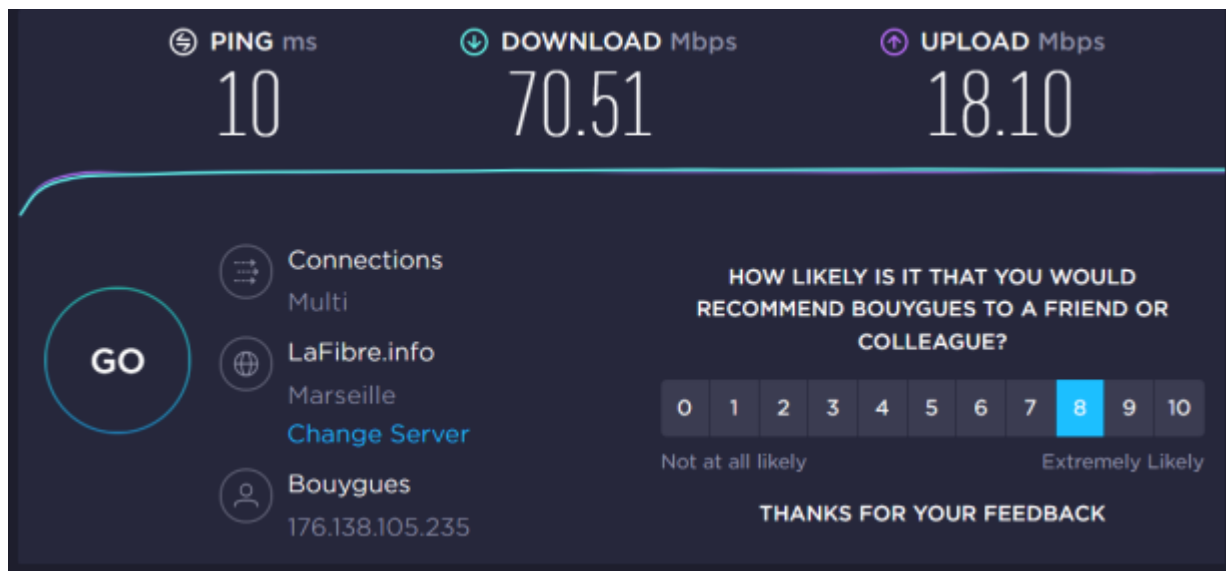 PING ms
DOWNLOAD Mbps
UPLOAD Mbps
10
70.51
18.10
GO
Connections
Multi
LaFibre.info
Marseille
Change Server
Bouygues
176.138.105.235
HOW LIKELY IS IT THAT YOU WOULD
RECOMMEND BOUYGUES TO A FRIEND OR
COLLEAGUE?
0 1 2 3 4 5 6 7 8 9 10
Not at all likely
Extremely Likely
THANKS FOR YOUR FEEDBACK